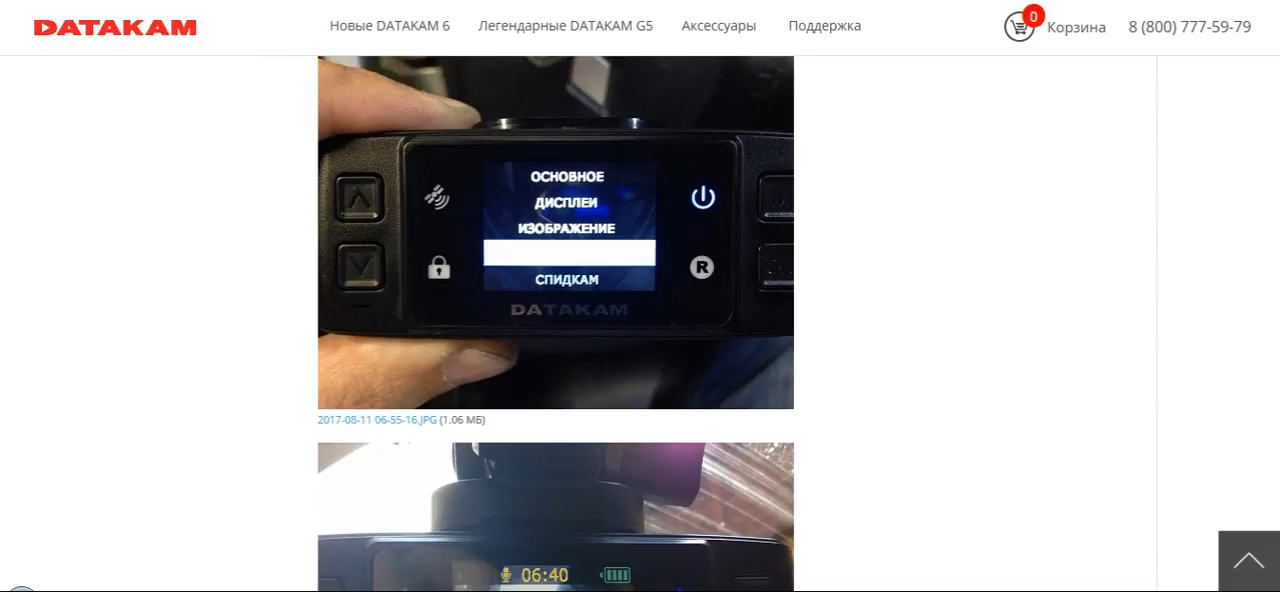 DATAKAM
Новые DATAKAM 6 Легендарные DATAKAM G5 Аксессуары Поддержка
0
Корзина 8 (800) 777-59-79
ОСНОВНОЕ
ДИСПЛЕЙ
ИЗОБРАЖЕНИЕ
СПИДКАМ
R
DATAKAM
2017-08-11 06-55-16.JPG (1.06 МБ)
06:40